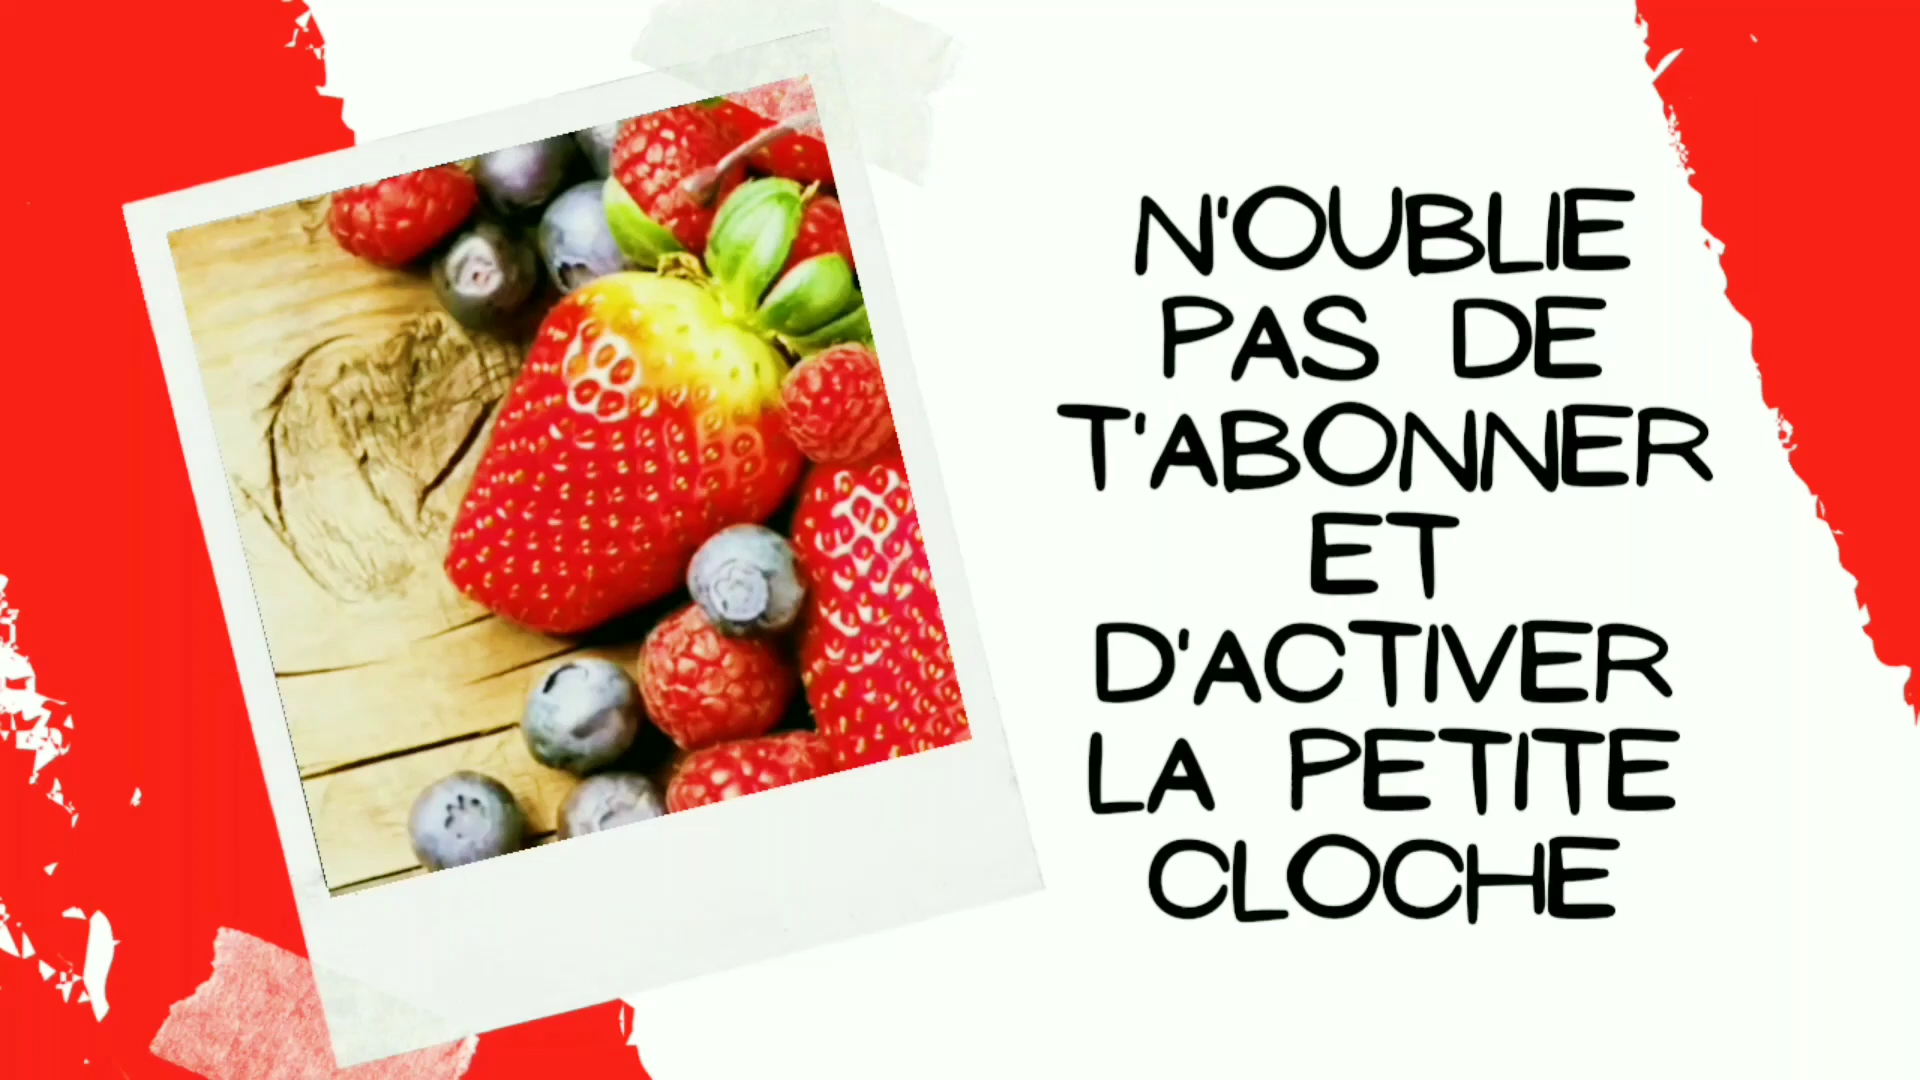 N'OUBLIE
PAS DE
T'ABONNER
ET
D'ACTIVER
LA PETITE
CLOCHE